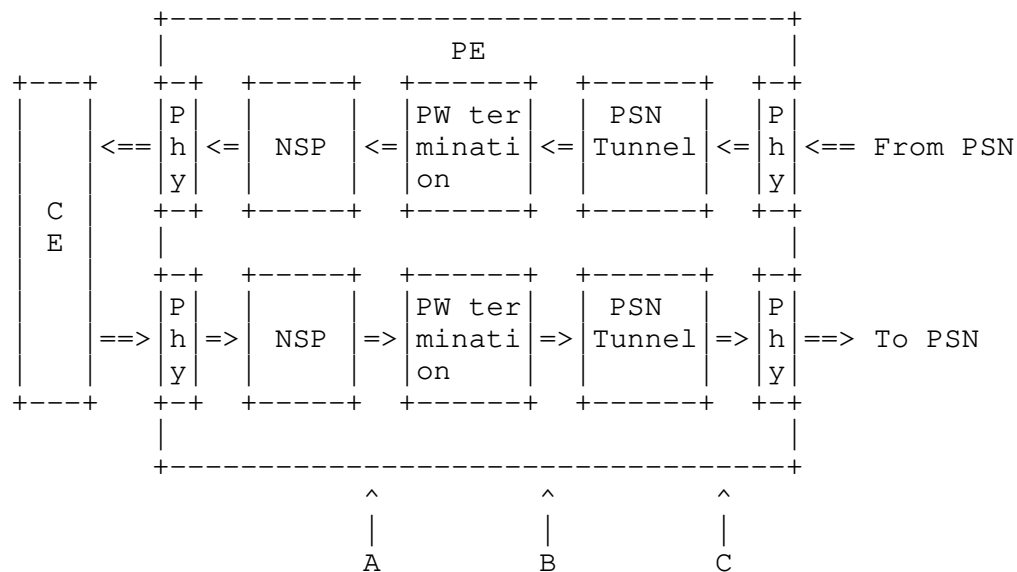 PE
P PW ter PSN P
<== h <= NSP <= minati <= Tunnel <= h <== From PSN
y on y
C
E
P PW ter PSN P
==> h => NSP => minati => Tunnel => h ==> To PSN
y on y
^ ^ ^
A B C